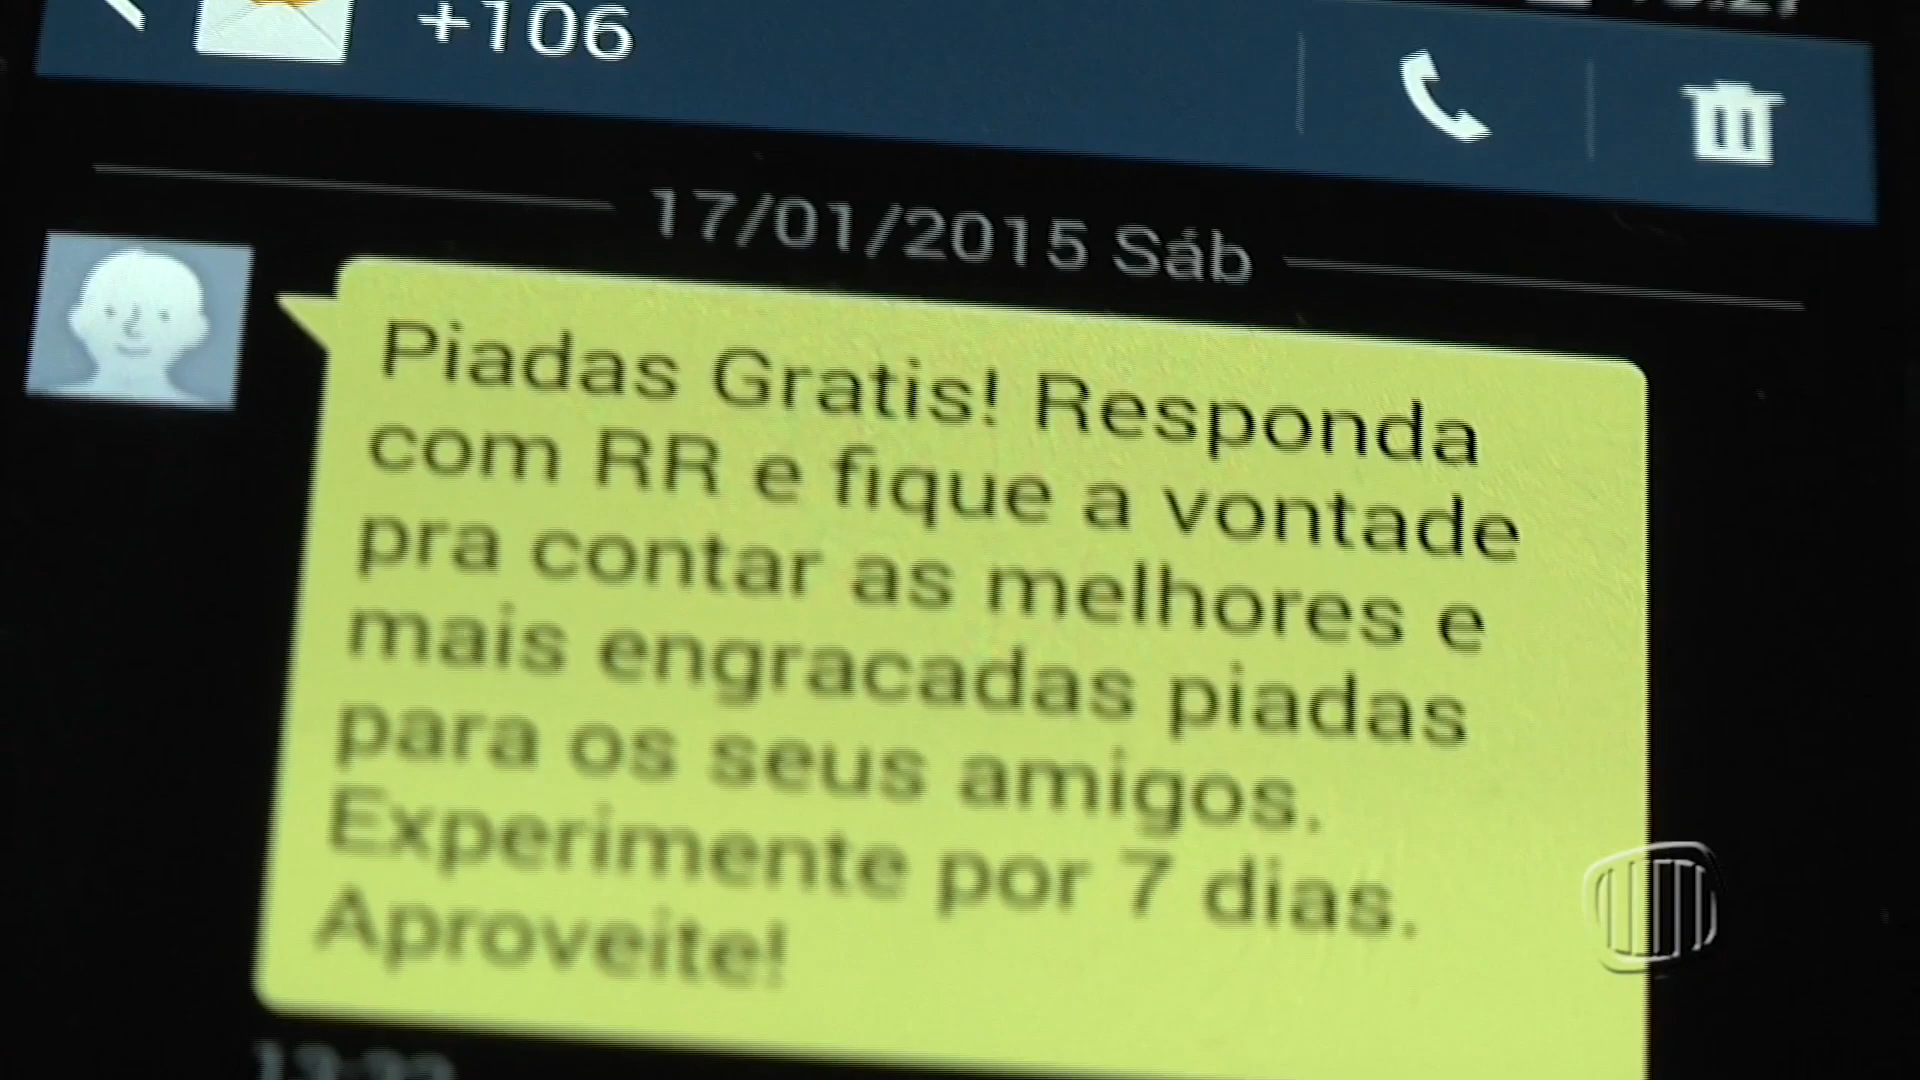 +106
17/01/2015 Sáb
Piadas Gratis! Responda
com RR e fique a vontade
pra contar as melhores e
mais engracadas piadas
para os seus amigos.
Experimente por 7 dias.
Aproveite!